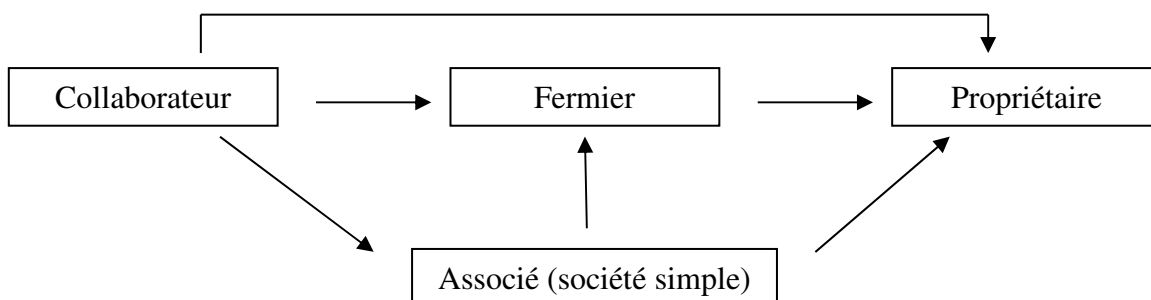 Collaborateur
Fermier
Propriétaire
Associé (société simple)